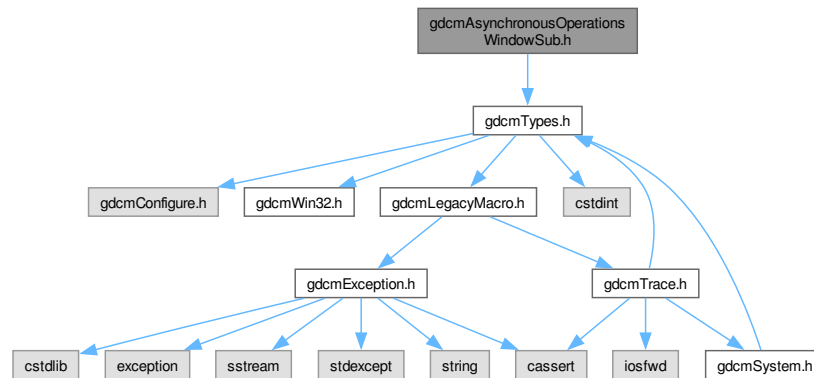 gdcmAsynchronousOperations
WindowSub.h
gdcmTypes.h
gdcmConfigure.h
gdcmWin32.h
gdcmLegacyMacro.h
cstdint
gdcmException.h
gdcmTrace.h
cstdlib
exception
sstream
stdexcept
string
cassert
iosfwd
gdcmSystem.h